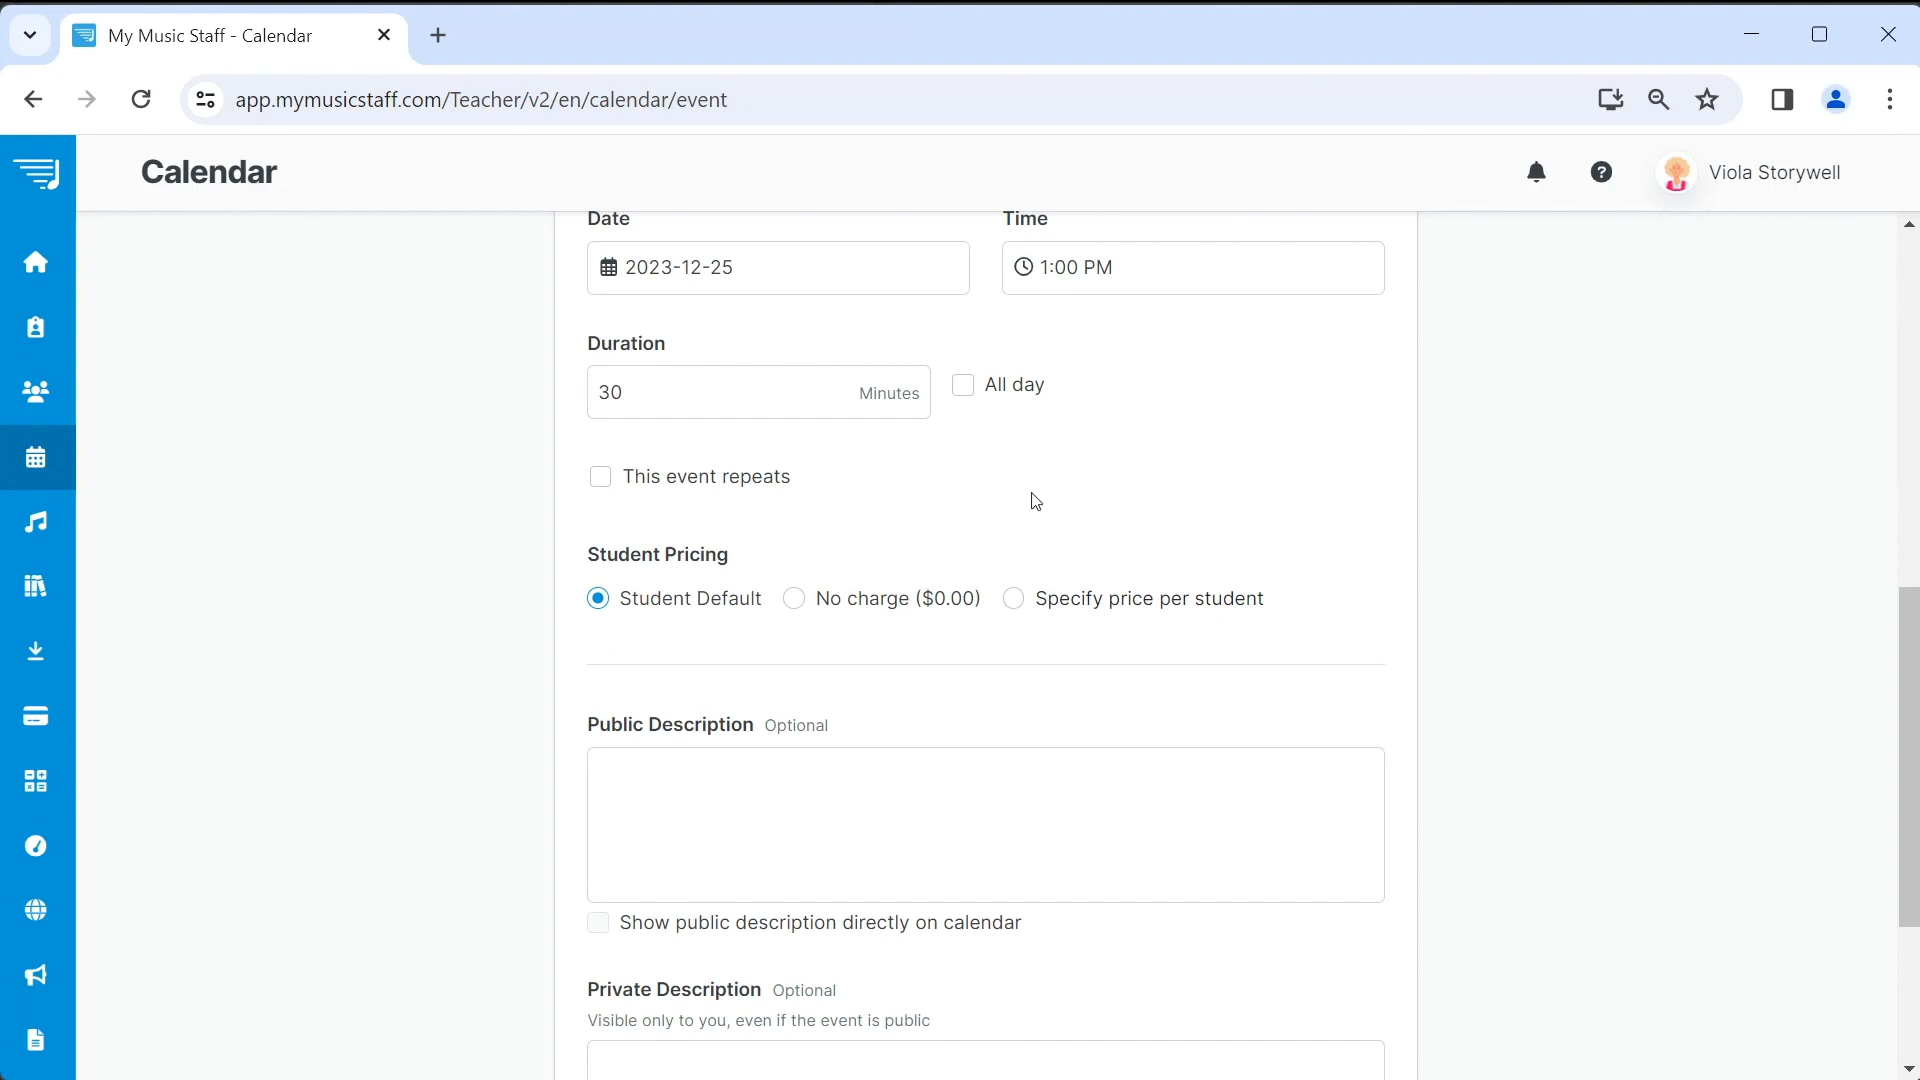 My Music Staff - Calendar
app.mymusicstaff.com/Teacher/v2/en/calendar/event
Calendar
Viola Storywell
Date
Time
2023-12-25
1:00 PM
Duration
30
Minutes
All day
This event repeats
Student Pricing
Student Default
No charge ($0.00)
Specify price per student
Public Description Optional
Show public description directly on calendar
Private Description Optional
Visible only to you, even if the event is public